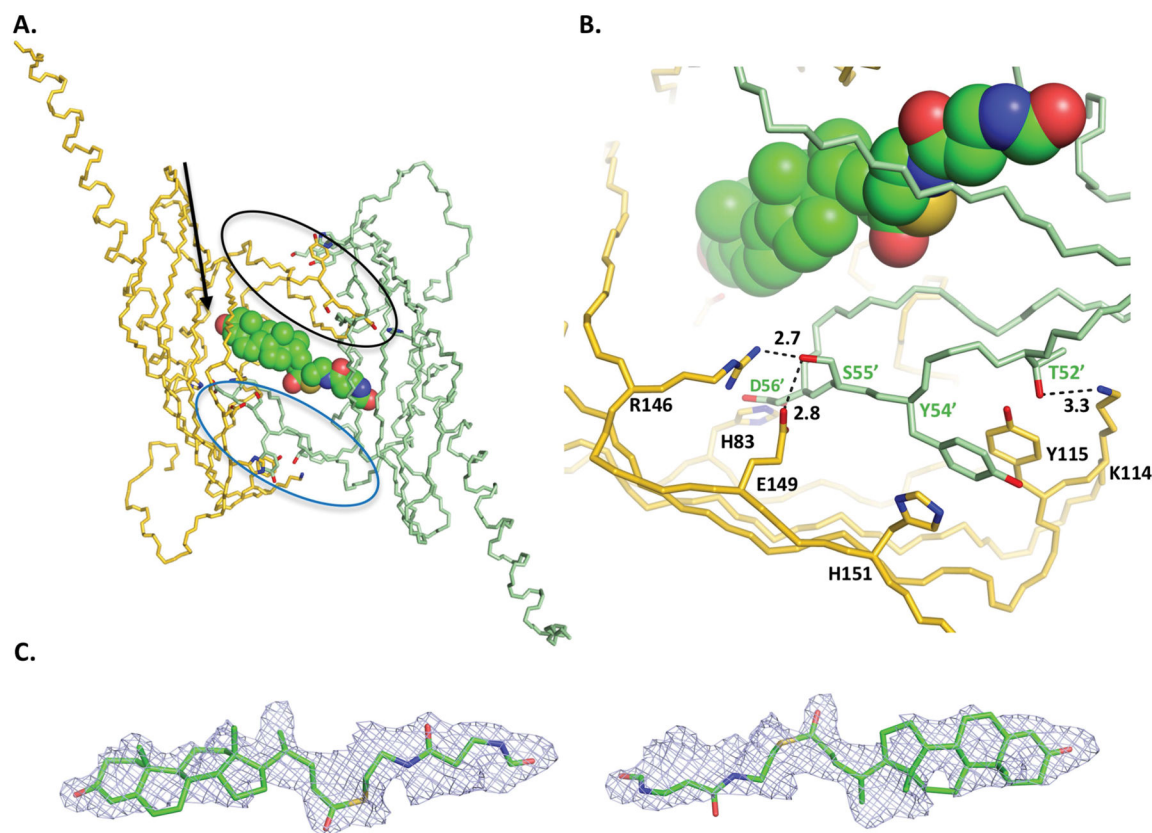 A.
B.
2.7
S55'
T52'
D56'
R146
2.8
Y54'
3.3
H83
Y115
K114
E149
H151
C.